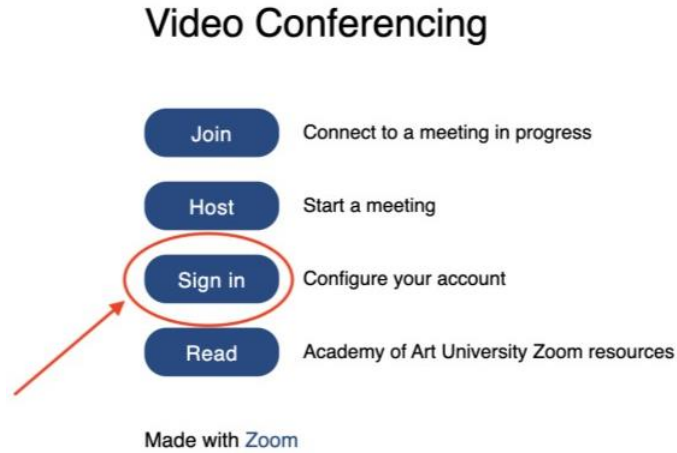 Video Conferencing
Join Connect to a meeting in progress
Host Start a meeting
Sign in Configure your account
Read Academy of Art University Zoom resources
Made with Zoom